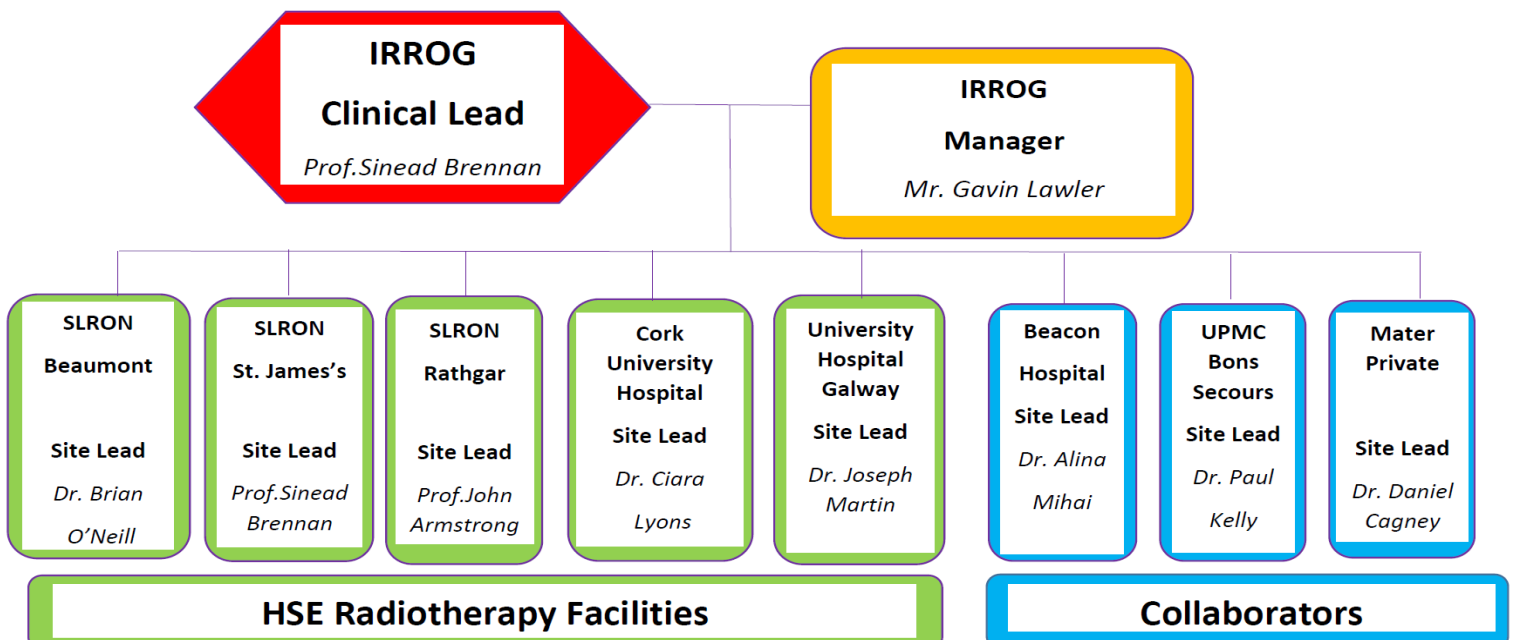 IRROG
Clinical Lead
Prof.Sinead Brennan
IRROG
Manager
Mr. Gavin Lawler
SLRON
Beaumont
Site Lead
Dr. Brian
O’Neill
SLRON
St. James’s
Site Lead
Prof.Sinead
Brennan
SLRON
Rathgar
Site Lead
Prof.John
Armstrong
Cork
University
Hospital
Site Lead
Dr. Ciara
Lyons
University
Hospital
Galway
Site Lead
Dr. Joseph
Martin
Beacon
Hospital
Site Lead
Dr. Alina
Mihai
UPMC
Bons
Secours
Site Lead
Dr. Paul
Kelly
Mater
Private
Site Lead
Dr. Daniel
Cagney
HSE Radiotherapy Facilities
Collaborators